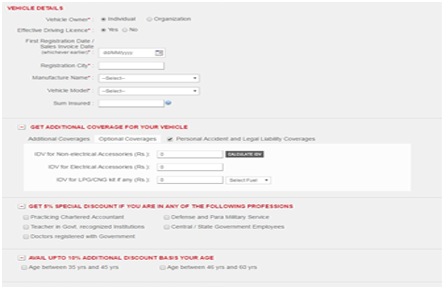 VEHICLE DETAILS
Vehicle Owner* : Individual Organization
Effective Driving Licence* : Yes No
First Registration Date /
Sales Invoice Date
(whichever earlier)* : dd/MM/yyyy
Registration City* :
Manufacture Name* : --Select--
Vehicle Model* : --Select--
Sum Insured :
GET ADDITIONAL COVERAGE FOR YOUR VEHICLE
Additional Coverages Optional Coverages Personal Accident and Legal Liability Coverages
IDV for Non-electrical Accessories (Rs.): 0 CALCULATE IDV
IDV for Electrical Accessories (Rs.): 0
IDV for LPG/CNG kit if any (Rs.): 0 Select Fuel
GET 5% SPECIAL DISCOUNT IF YOU ARE IN ANY OF THE FOLLOWING PROFESSIONS
Practicing Chartered Accountant Defense and Para Military Service
Teacher in Govt. recognized Institutions Central / State Government Employees
Doctors registered with Government
AVAIL UPTO 10% ADDITIONAL DISCOUNT BASIS YOUR AGE
Age between 35 yrs and 45 yrs Age between 46 yrs and 60 yrs